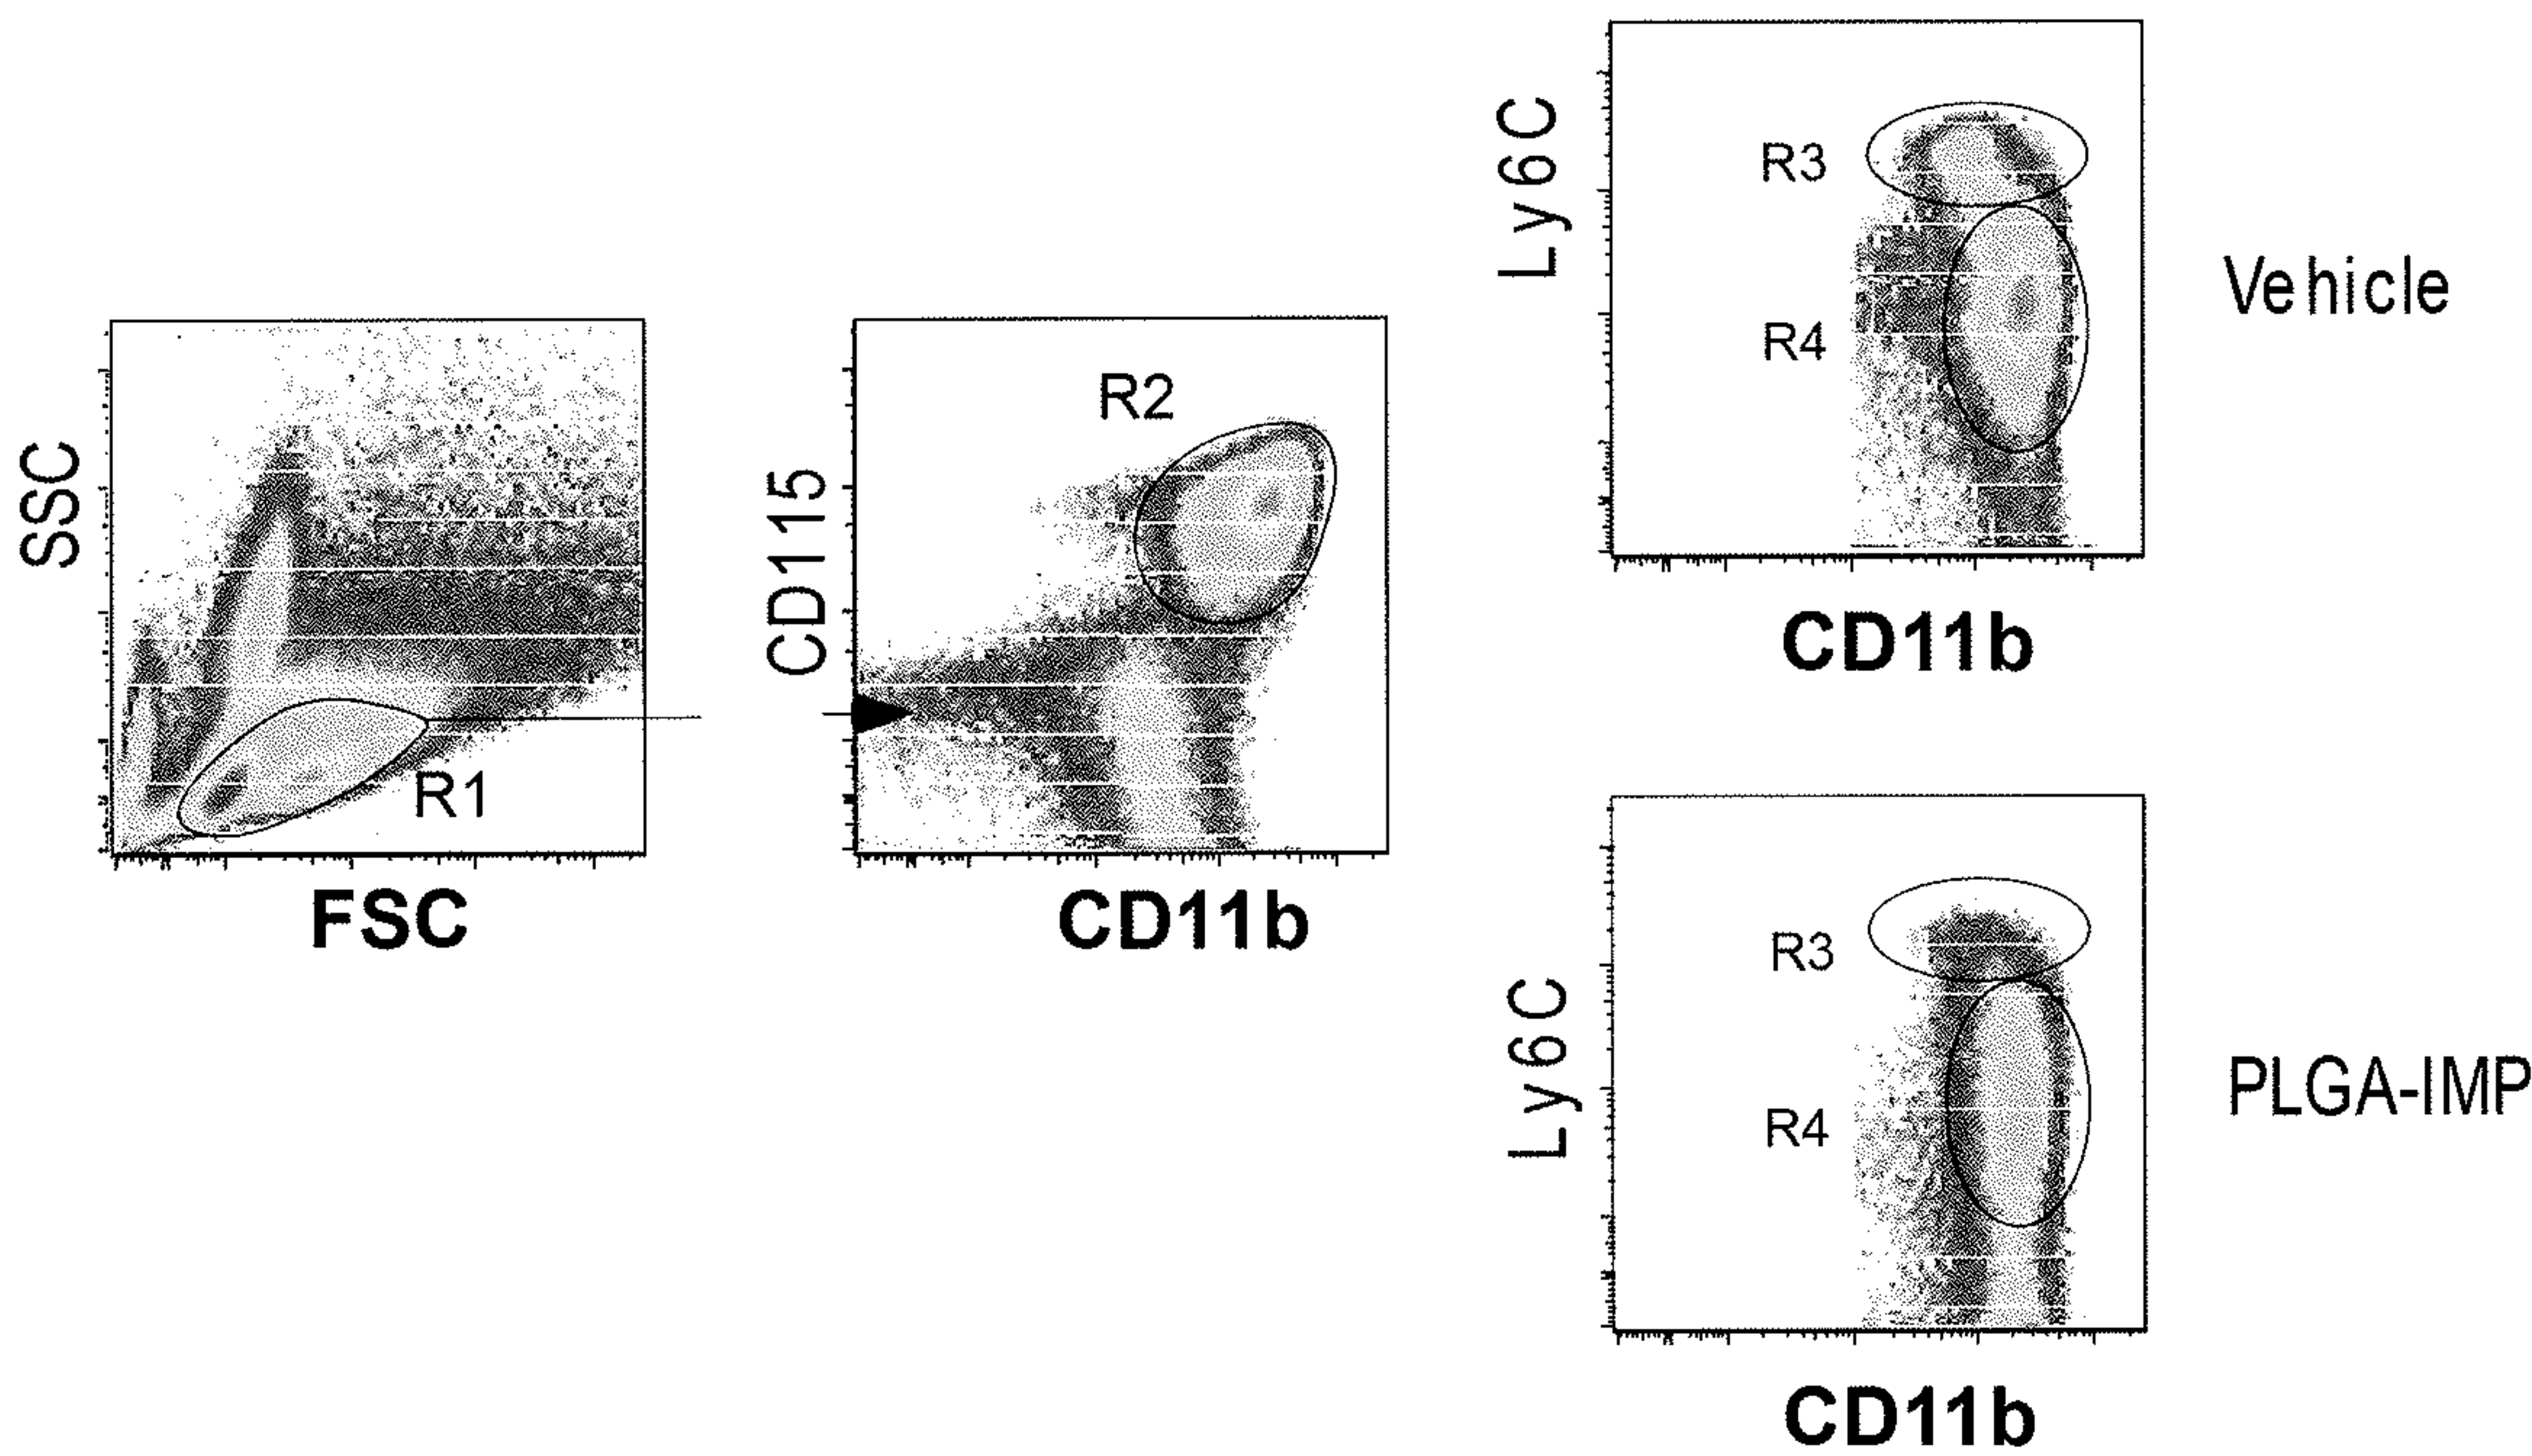 SSC
R1
FSC
CD115
R2
CD11b
Ly6C
R3
R4
CD11b
Vehicle
Ly6C
R3
R4
CD11b
PLGA-IMP